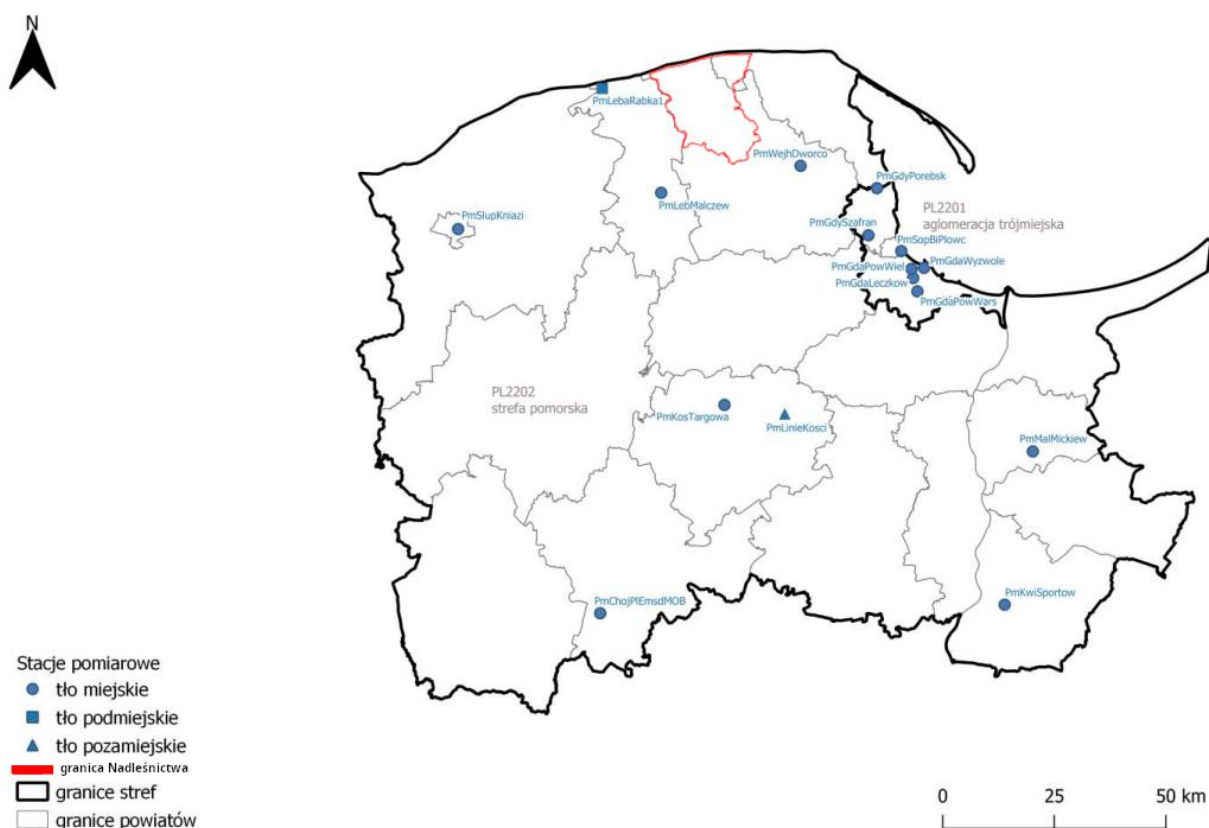 N
PmLebaRabka1
PmWejhDworco
PmGdyPorebsk
PmLebMalczew
PL2201
aglomeracja trójmiejska
PmSlupKniazi
PmGdySzafran
PmSopBiPlowc
PmGdaPowWiel
PmGdaWyzwole
PmGdaLeczkow
PmGdaPowWars
PL2202
strefa pomorska
PmKosTargowa
PmLinieKosci
PmMalMickiew
PmChojPlEmsdMOB
PmKwiSportow
Stacje pomiarowe
tło miejskie
tło podmiejskie
tło pozamiejskie
granica Nadleśnictwa
granice stref
granice powiatów
0 25 50 km